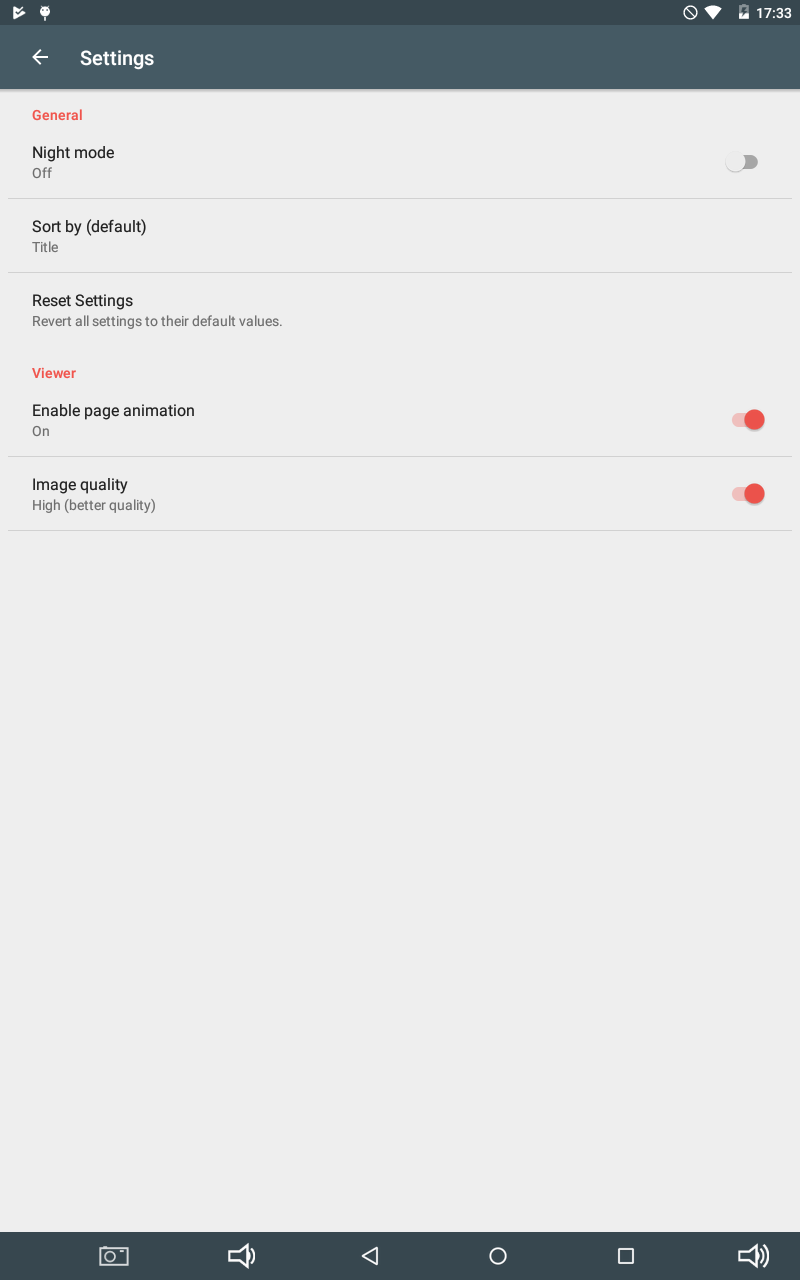 17:33
Settings
General
Night mode
Off
Sort by (default)
Title
Reset Settings
Revert all settings to their default values.
Viewer
Enable page animation
On
Image quality
High (better quality)